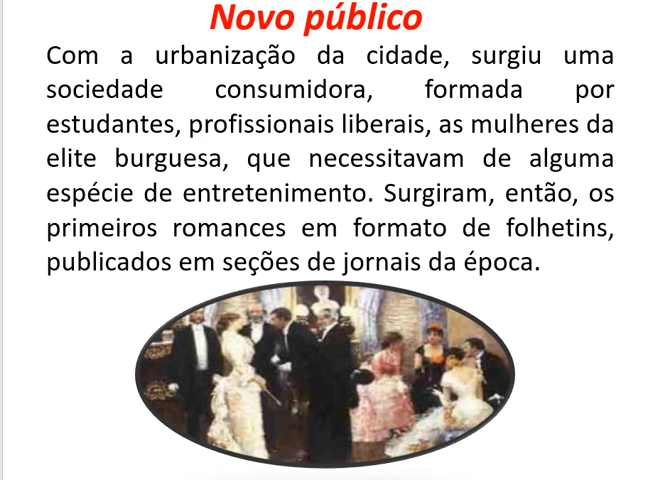 Novo público
Com a urbanização da cidade, surgiu uma
sociedade consumidora, formada por
estudantes, profissionais liberais, as mulheres da
elite burguesa, que necessitavam de alguma
espécie de entretenimento. Surgiram, então, os
primeiros romances em formato de folhetins,
publicados em seções de jornais da época.